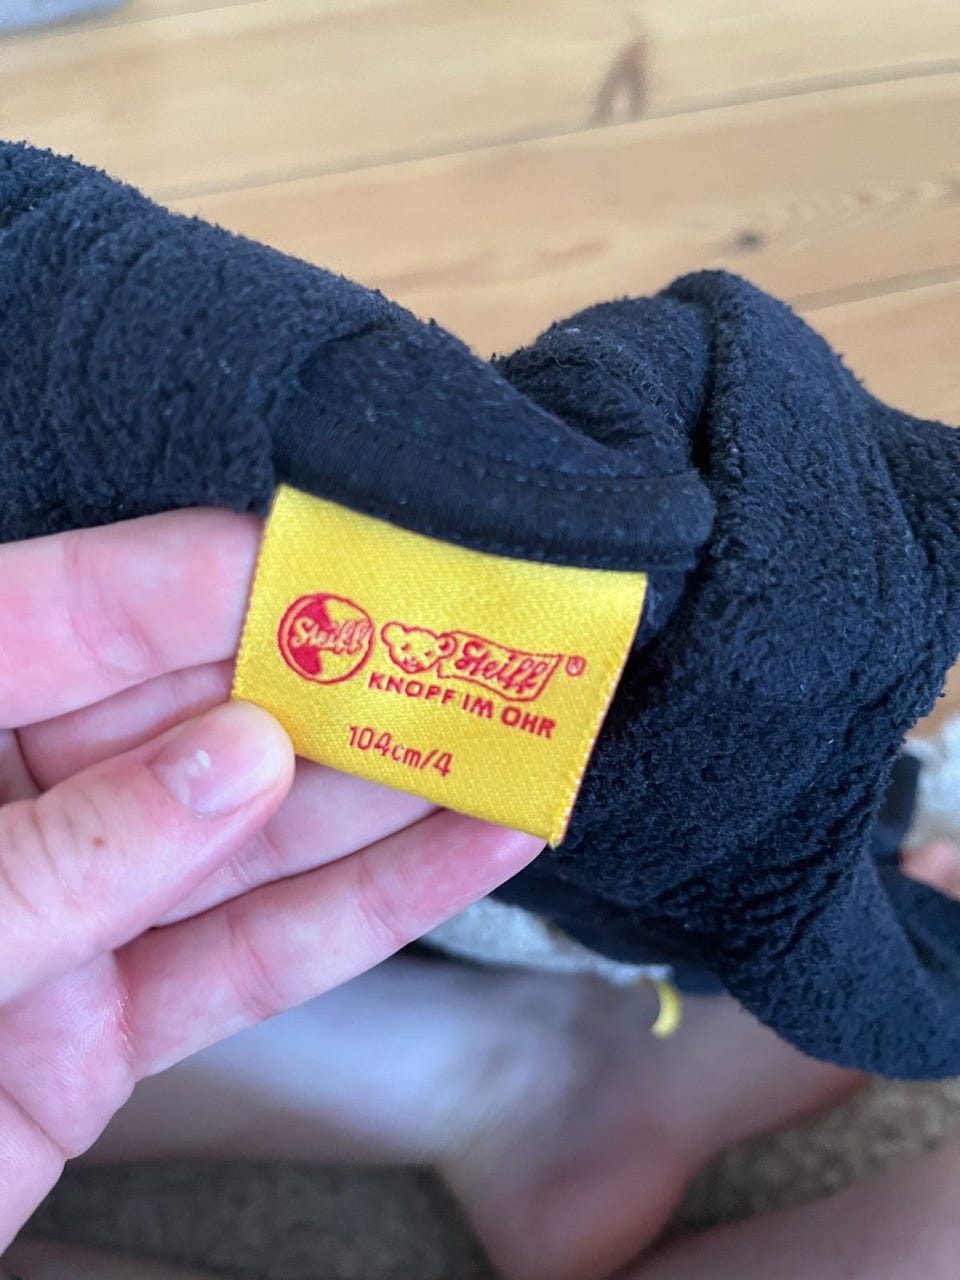 Steiff
Steiff®
KNOPF IM OHR
104cm/4